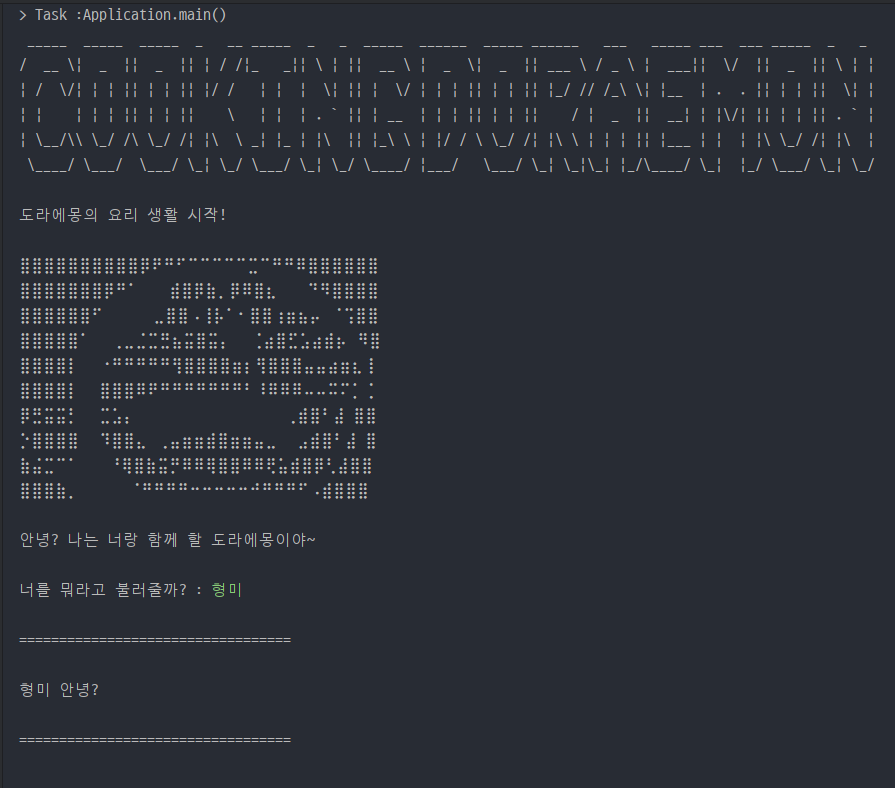 > Task :Application.main()
COOKINGDORAEMON
도라에몽의 요리 생활 시작!
안녕? 나는 너랑 함께 할 도라에몽이야~
너를 뭐라고 불러줄까? : 형미
==================================
형미 안녕?
==================================